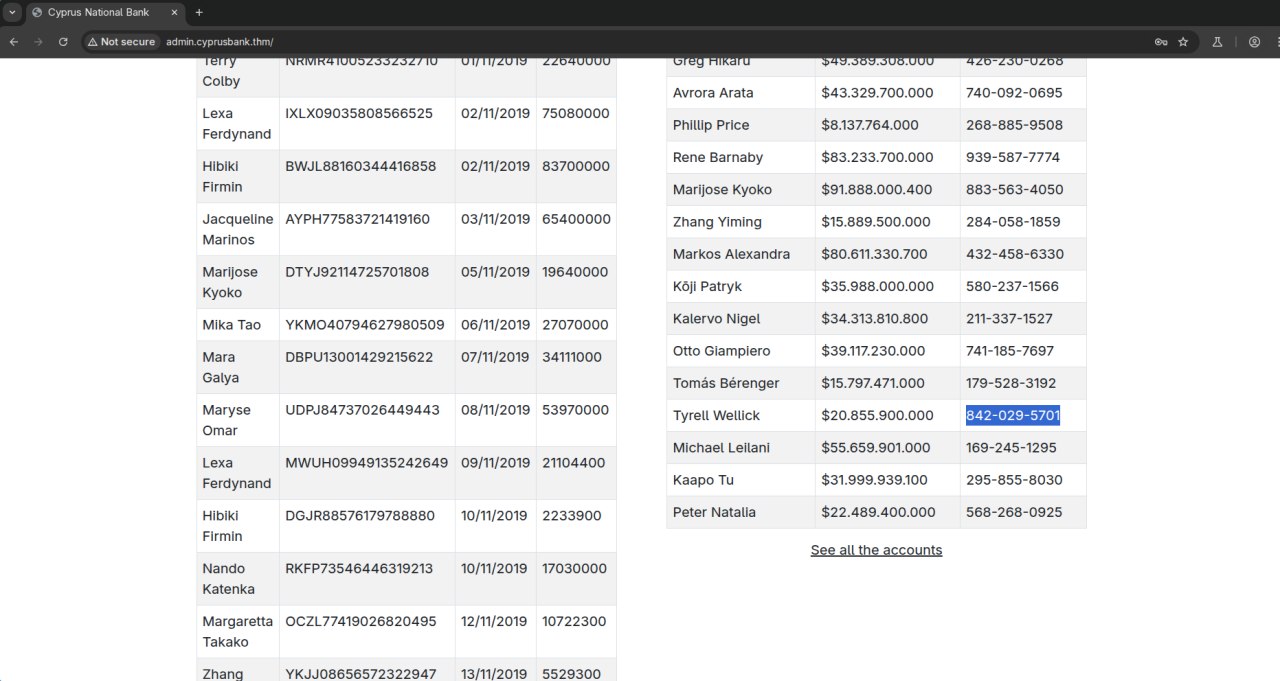 Cyprus National Bank
Not secure admin.cyprusbank.thm/
Terry Colby NRMR41005233232710 01/11/2019 22640000
Lexa Ferdynand IXLX09035808566525 02/11/2019 75080000
Hibiki Firmin BWJL88160344416858 02/11/2019 83700000
Jacqueline Marinos AYPH77583721419160 03/11/2019 65400000
Marijose Kyoko DTYJ92114725701808 05/11/2019 19640000
Mika Tao YKMO40794627980509 06/11/2019 27070000
Mara Galya DBPU13001429215622 07/11/2019 34111000
Maryse Omar UDPJ84737026449443 08/11/2019 53970000
Lexa Ferdynand MWUH09949135242649 09/11/2019 21104400
Hibiki Firmin DGJR88576179788880 10/11/2019 2233900
Nando Katenka RKFP73546446319213 10/11/2019 17030000
Margaretta Takako OCZL77419026820495 12/11/2019 10722300
Zhang YKJJ08656572322947 13/11/2019 5529300
Greg Hikaru $49.389.308.000 426-230-0268
Avrora Arata $43.329.700.000 740-092-0695
Phillip Price $8.137.764.000 268-885-9508
Rene Barnaby $83.233.700.000 939-587-7774
Marijose Kyoko $91.888.000.400 883-563-4050
Zhang Yiming $15.889.500.000 284-058-1859
Markos Alexandra $80.611.330.700 432-458-6330
Kōji Patryk $35.988.000.000 580-237-1566
Kalervo Nigel $34.313.810.800 211-337-1527
Otto Giampiero $39.117.230.000 741-185-7697
Tomás Bérenger $15.797.471.000 179-528-3192
Tyrell Wellick $20.855.900.000 842-029-5701
Michael Leilani $55.659.901.000 169-245-1295
Kaapo Tu $31.999.939.100 295-855-8030
Peter Natalia $22.489.400.000 568-268-0925
See all the accounts